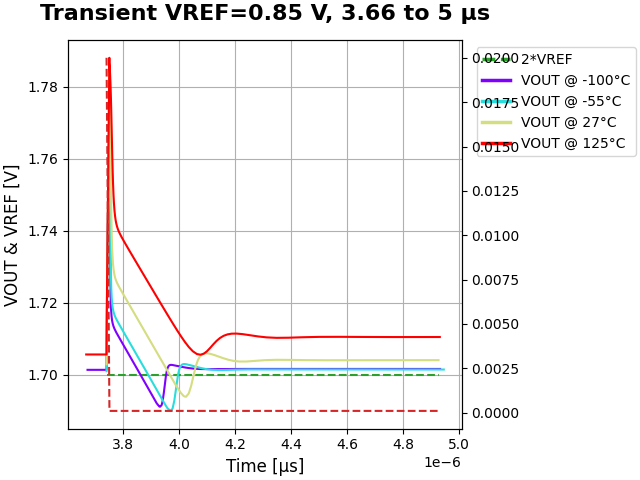 Transient VREF=0.85 V, 3.66 to 5 µs
VOUT & VREF [V]
1.78
1.76
1.74
1.72
1.70
0.0200
0.0175
0.0150
0.0125
0.0100
0.0075
0.0050
0.0025
0.0000
2*VREF
VOUT @ -100°C
VOUT @ -55°C
VOUT @ 27°C
VOUT @ 125°C
3.8 4.0 4.2 4.4 4.6 4.8 5.0
1e−6
Time [µs]